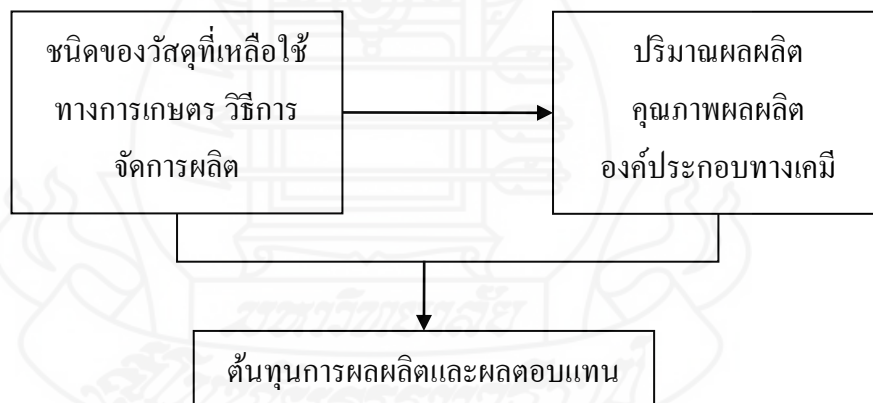 ชนิดของวัสดุที่เหลือใช้
ทางการเกษตร วิธีการ
จัดการผลิต
ปริมาณผลผลิต
คุณภาพผลผลิต
องค์ประกอบทางเคมี
ต้นทุนการผลผลิตและผลตอบแทน